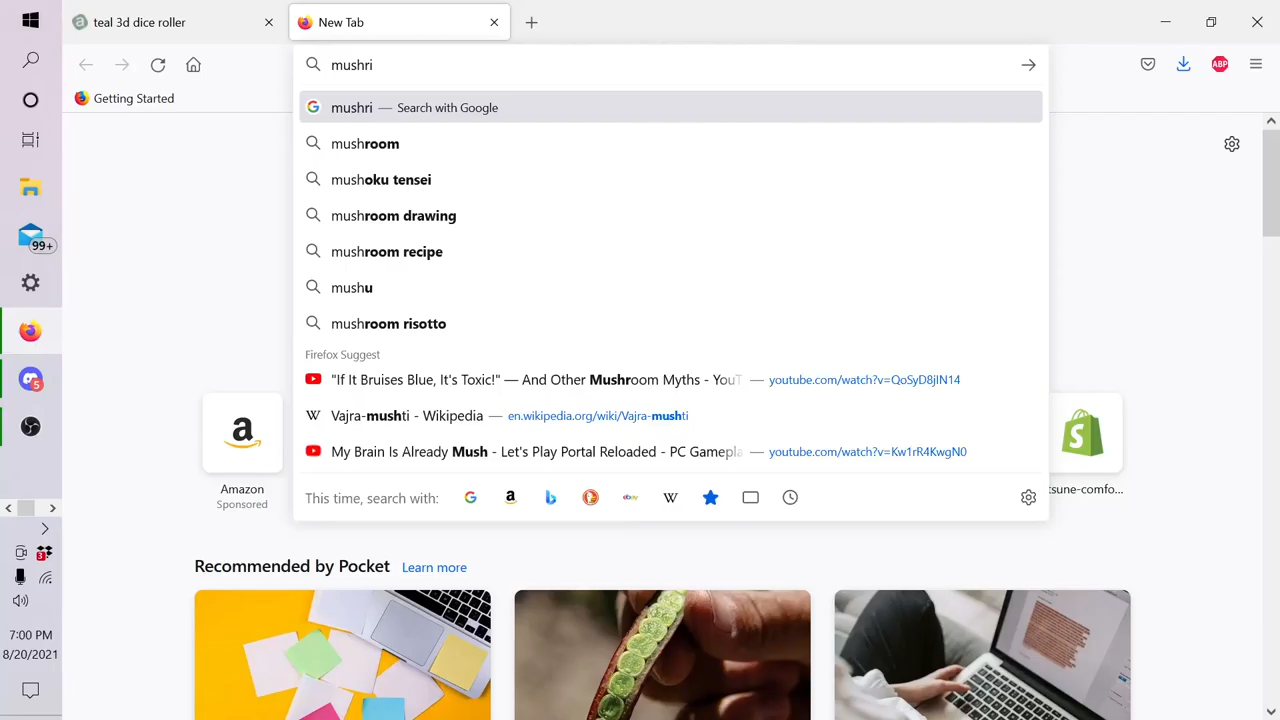 teal 3d dice roller
New Tab
mushri
Getting Started
mushri — Search with Google
mushroom
mushoku tensei
mushroom drawing
mushroom recipe
mushu
mushroom risotto
Firefox Suggest
"If It Bruises Blue, It's Toxic!" — And Other Mushroom Myths - YouT — youtube.com/watch?v=QoSyD8jIN14
Vajra-mushti - Wikipedia — en.wikipedia.org/wiki/Vajra-mushti
My Brain Is Already Mush - Let's Play Portal Reloaded - PC Gamepla — youtube.com/watch?v=Kw1rR4KwgN0
This time, search with:
Amazon
Sponsored
tsune-comfo...
Recommended by Pocket Learn more
99+
5
3
ABP
7:00 PM
8/20/2021